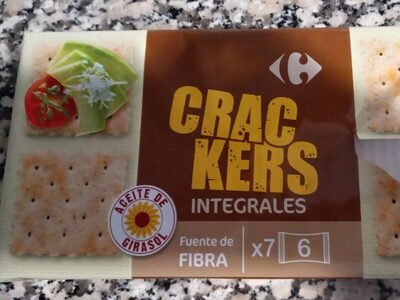 CRAC
KERS
INTEGRALES
ACEITE DE
GIRASOL
Fuente de
FIBRA
x7 6